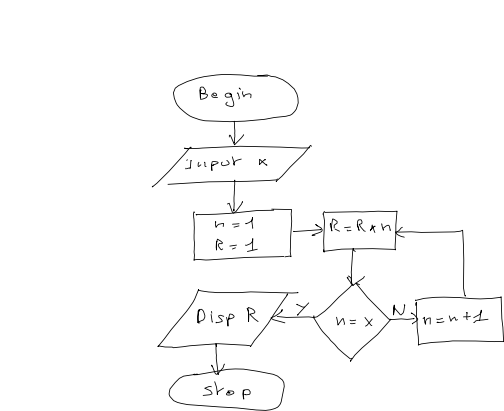 Begin
Input x
n = 1
R = 1
R = R * n
n = x
Y
N
n = n + 1
Disp R
Stop